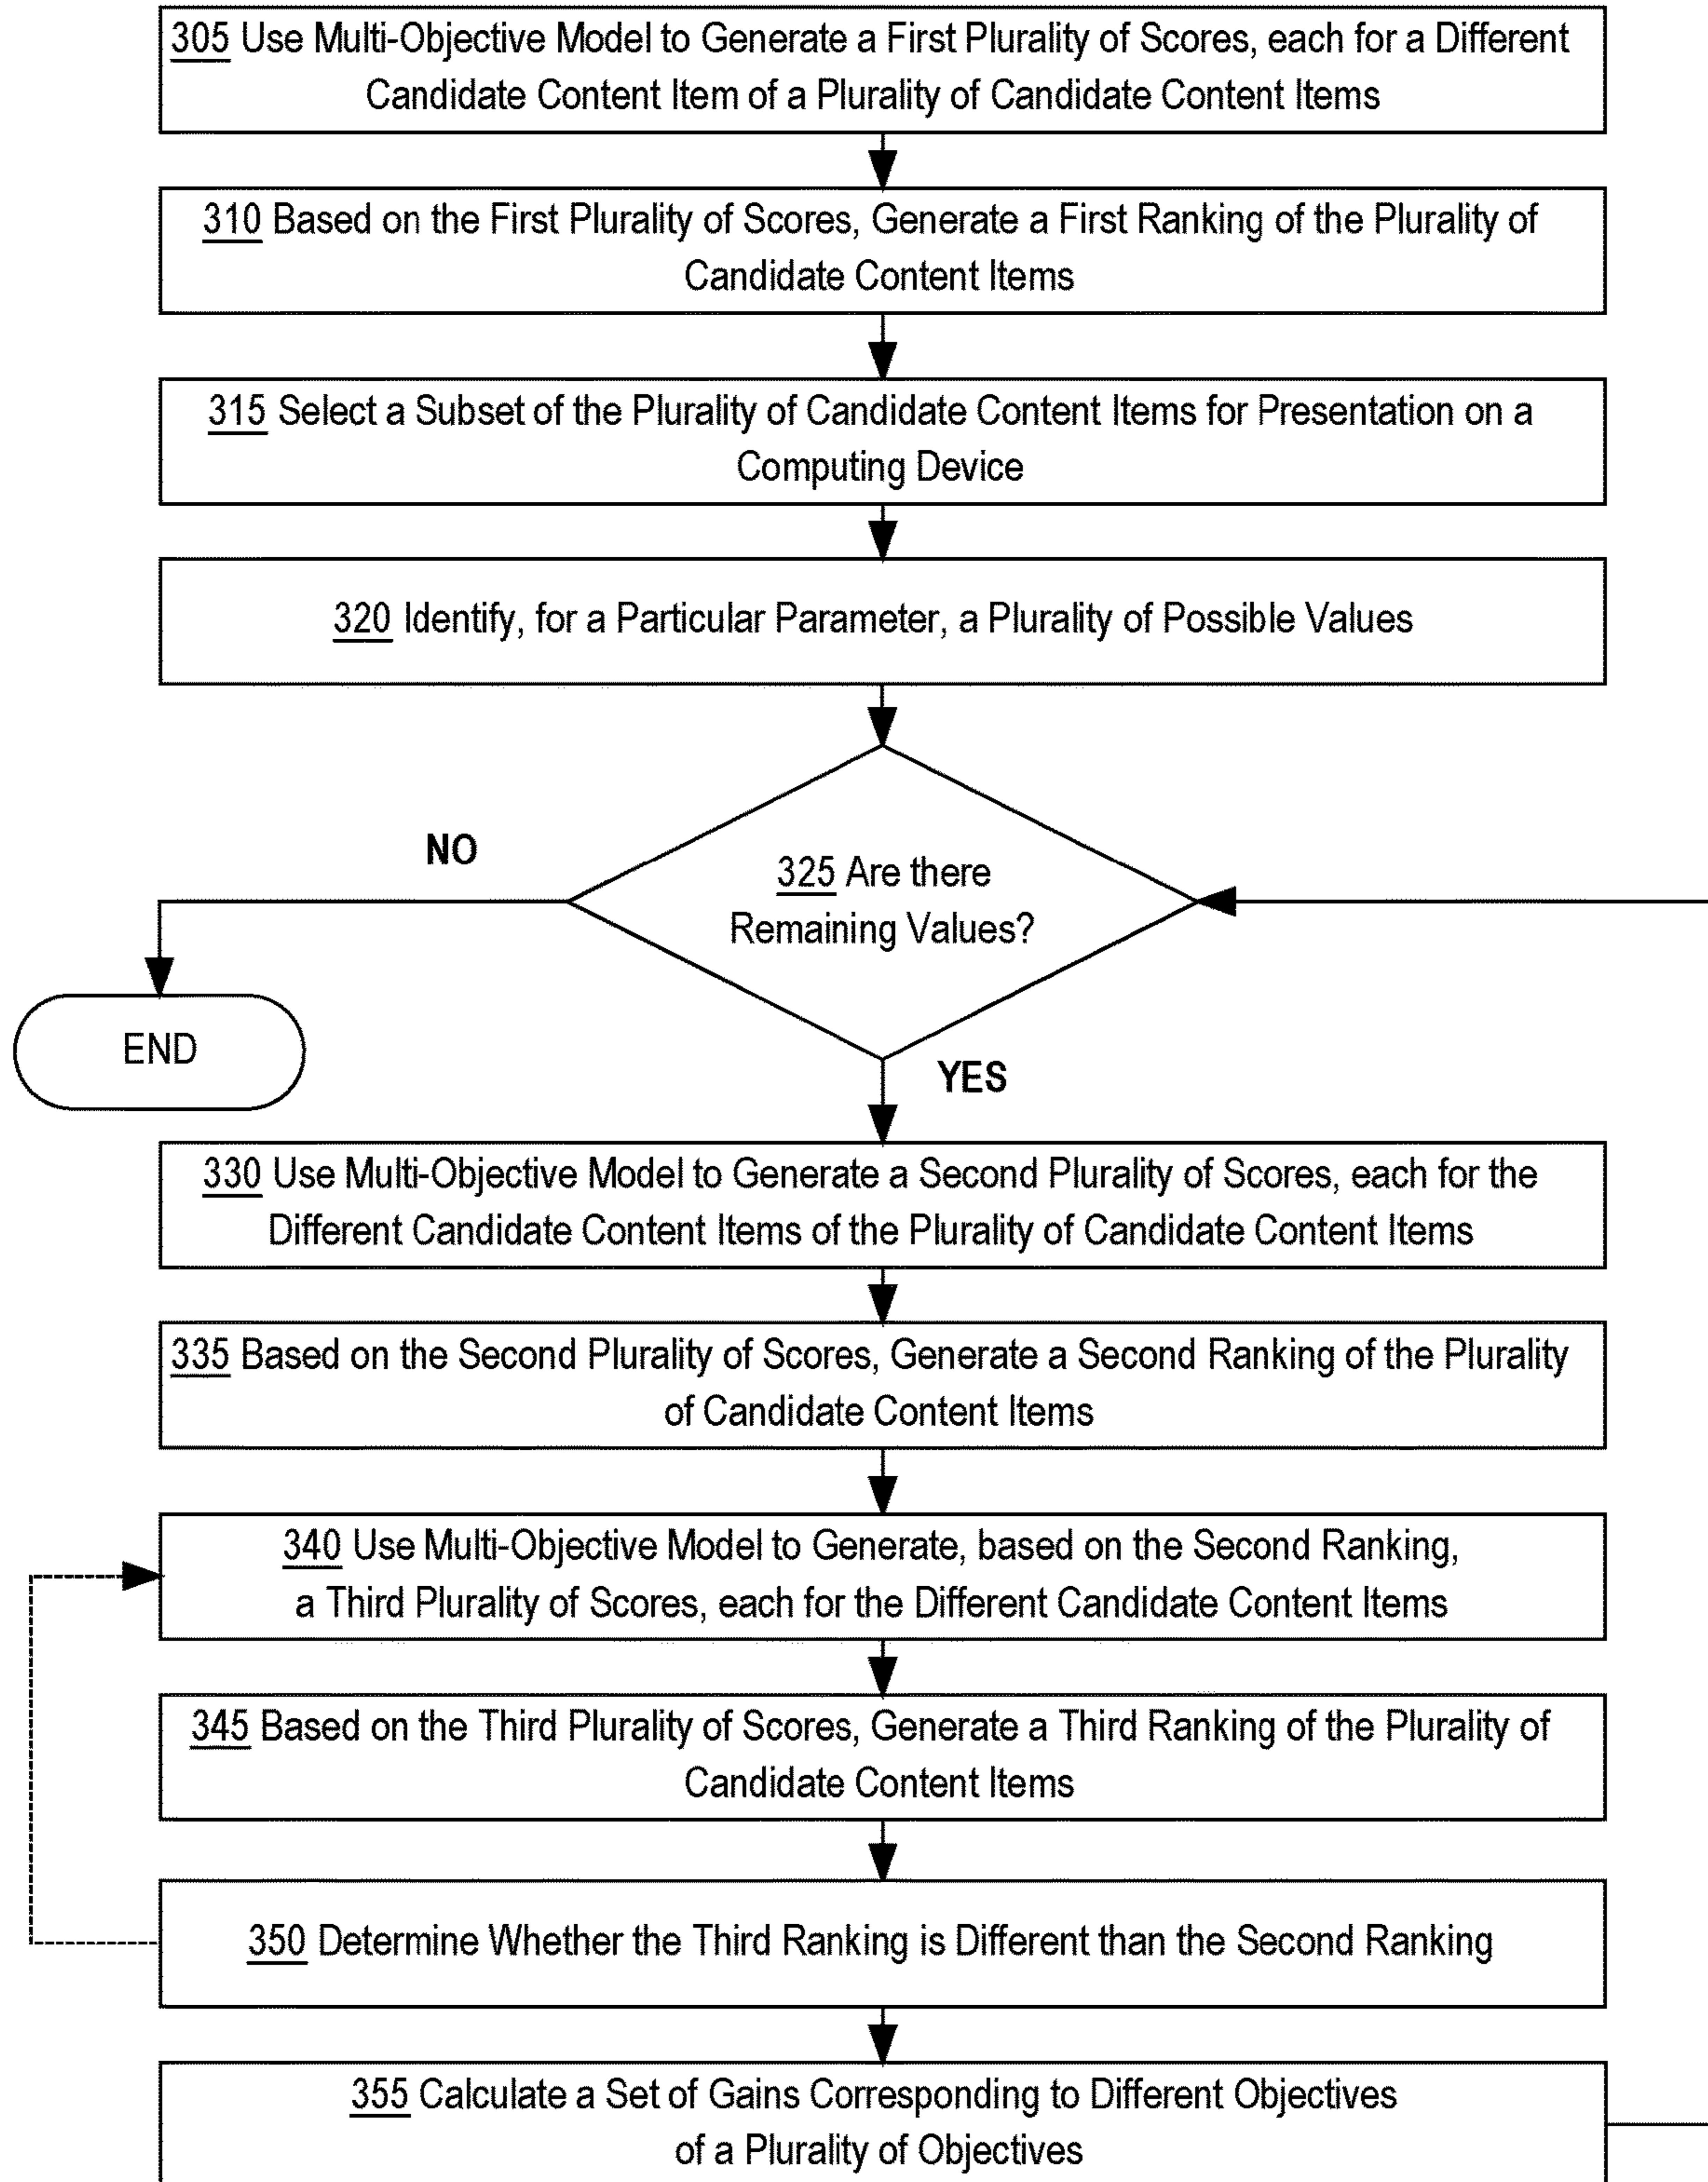 305 Use Multi-Objective Model to Generate a First Plurality of Scores, each for a Different
Candidate Content Item of a Plurality of Candidate Content Items
310 Based on the First Plurality of Scores, Generate a First Ranking of the Plurality of
Candidate Content Items
315 Select a Subset of the Plurality of Candidate Content Items for Presentation on a
Computing Device
320 Identify, for a Particular Parameter, a Plurality of Possible Values
NO
325 Are there
Remaining Values?
END
YES
330 Use Multi-Objective Model to Generate a Second Plurality of Scores, each for the
Different Candidate Content Items of the Plurality of Candidate Content Items
335 Based on the Second Plurality of Scores, Generate a Second Ranking of the Plurality
of Candidate Content Items
340 Use Multi-Objective Model to Generate, based on the Second Ranking,
a Third Plurality of Scores, each for the Different Candidate Content Items
345 Based on the Third Plurality of Scores, Generate a Third Ranking of the Plurality of
Candidate Content Items
350 Determine Whether the Third Ranking is Different than the Second Ranking
355 Calculate a Set of Gains Corresponding to Different Objectives
of a Plurality of Objectives